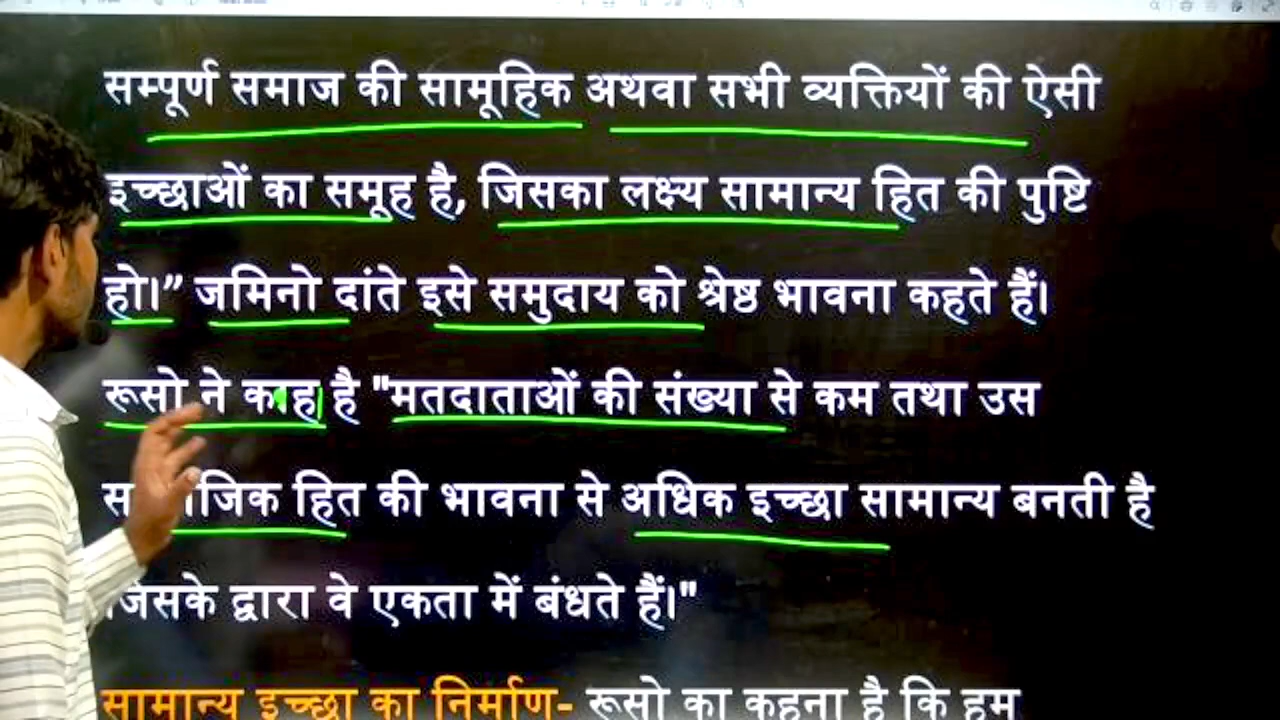 सम्पूर्ण समाज की सामूहिक अथवा सभी व्यक्तियों की ऐसी
इच्छाओं का समूह है, जिसका लक्ष्य सामान्य हित की पुष्टि
हो।” जमिनो दांते इसे समुदाय को श्रेष्ठ भावना कहते हैं।
रूसो ने काहा है "मतदाताओं की संख्या से कम तथा उस
हित की भावना से अधिक इच्छा सामान्य बनती है
जिसके द्वारा वे एकता में बंधते हैं।"
सामान्य इच्छा का निर्माण- रूसो का कहना है कि हम